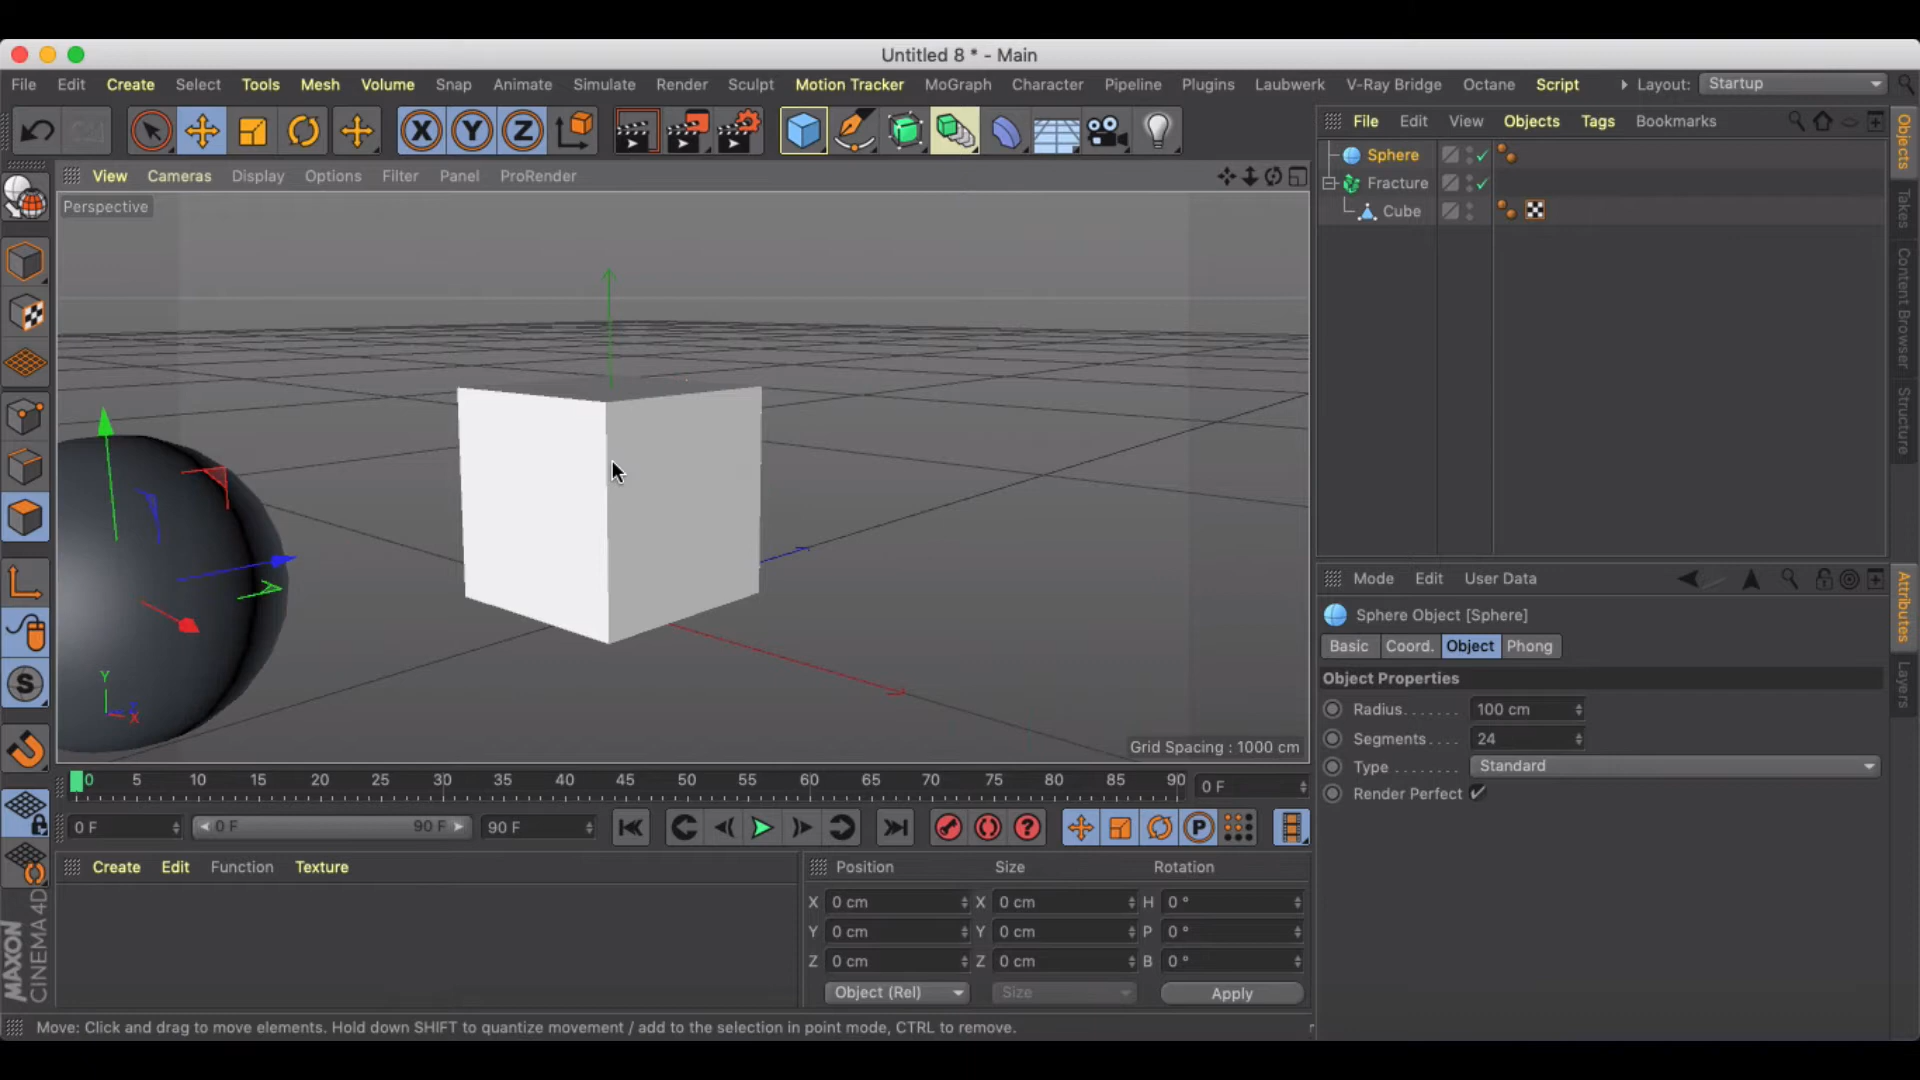 Untitled 8 * - Main
File Edit Create Select Tools Mesh Volume Snap Animate Simulate Render Sculpt Motion Tracker MoGraph Character Pipeline Plugins Laubwerk V-Ray Bridge Octane Script Layout: Startup
X Y Z
File Edit View Objects Tags Bookmarks
View Cameras Display Options Filter Panel ProRender
Perspective
Sphere
Fracture
Cube
Objects
Takes
Content Browser
Structure
Y
Z
X
Grid Spacing : 1000 cm
Mode Edit User Data
Sphere Object [Sphere]
Basic Coord. Object Phong
Object Properties
Radius....... 100 cm
Segments.... 24
Type ........ Standard
Render Perfect
Attributes
Layers
S
0 5 10 15 20 25 30 35 40 45 50 55 60 65 70 75 80 85 90 0 F
0 F 0 F 90 F 90 F
? P
Create Edit Function Texture
Position Size Rotation
X 0 cm X 0 cm H 0 °
Y 0 cm Y 0 cm P 0 °
Z 0 cm Z 0 cm B 0 °
Object (Rel) Size Apply
MAXON
CINEMA 4D
Move: Click and drag to move elements. Hold down SHIFT to quantize movement / add to the selection in point mode, CTRL to remove.